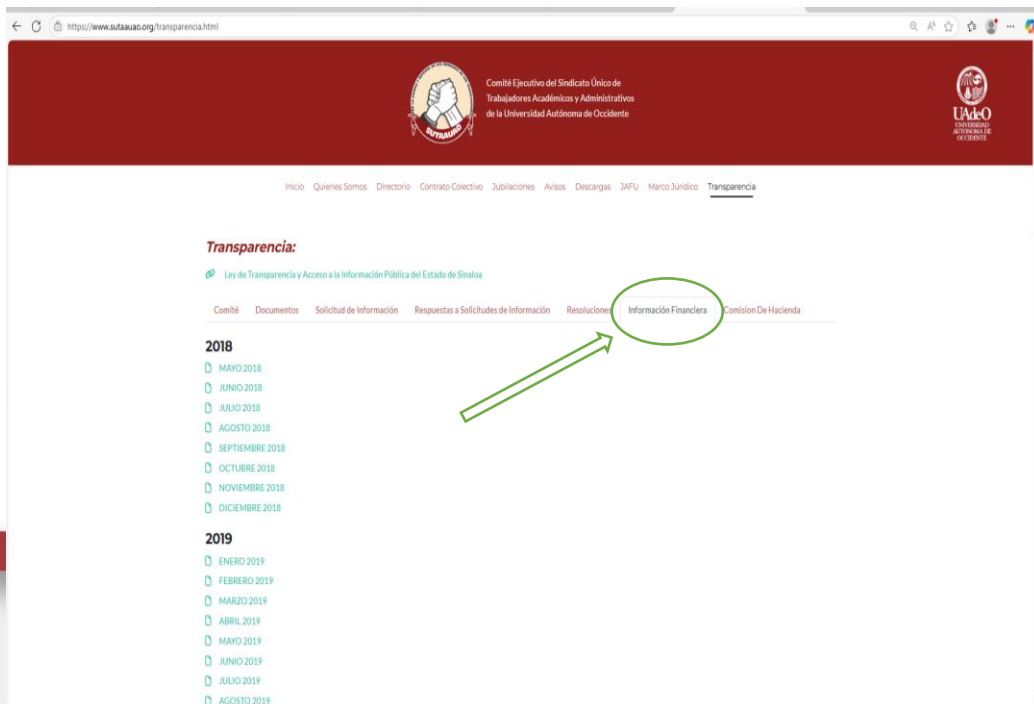 https://www.sutaauao.org/transparencia.html
Comité Ejecutivo del Sindicato Único de
Trabajadores Académicos y Administrativos
de la Universidad Autónoma de Occidente
SUTAAUAO
UAdeO
UNIVERSIDAD
AUTÓNOMA DE
OCCIDENTE
Inicio Quienes Somos Directorio Contrato Colectivo Jubilaciones Avisos Descargas JAFU Marco Júridico Transparencia
Transparencia:
Ley de Transparencia y Acceso a la Información Pública del Estado de Sinaloa
Comité Documentos Solicitud de Información Respuestas a Solicitudes de Información Resoluciones Información Financiera Comision De Hacienda
2018
MAYO 2018
JUNIO 2018
JULIO 2018
AGOSTO 2018
SEPTIEMBRE 2018
OCTUBRE 2018
NOVIEMBRE 2018
DICIEMBRE 2018
2019
ENERO 2019
FEBRERO 2019
MARZO 2019
ABRIL 2019
MAYO 2019
JUNIO 2019
JULIO 2019
AGOSTO 2019